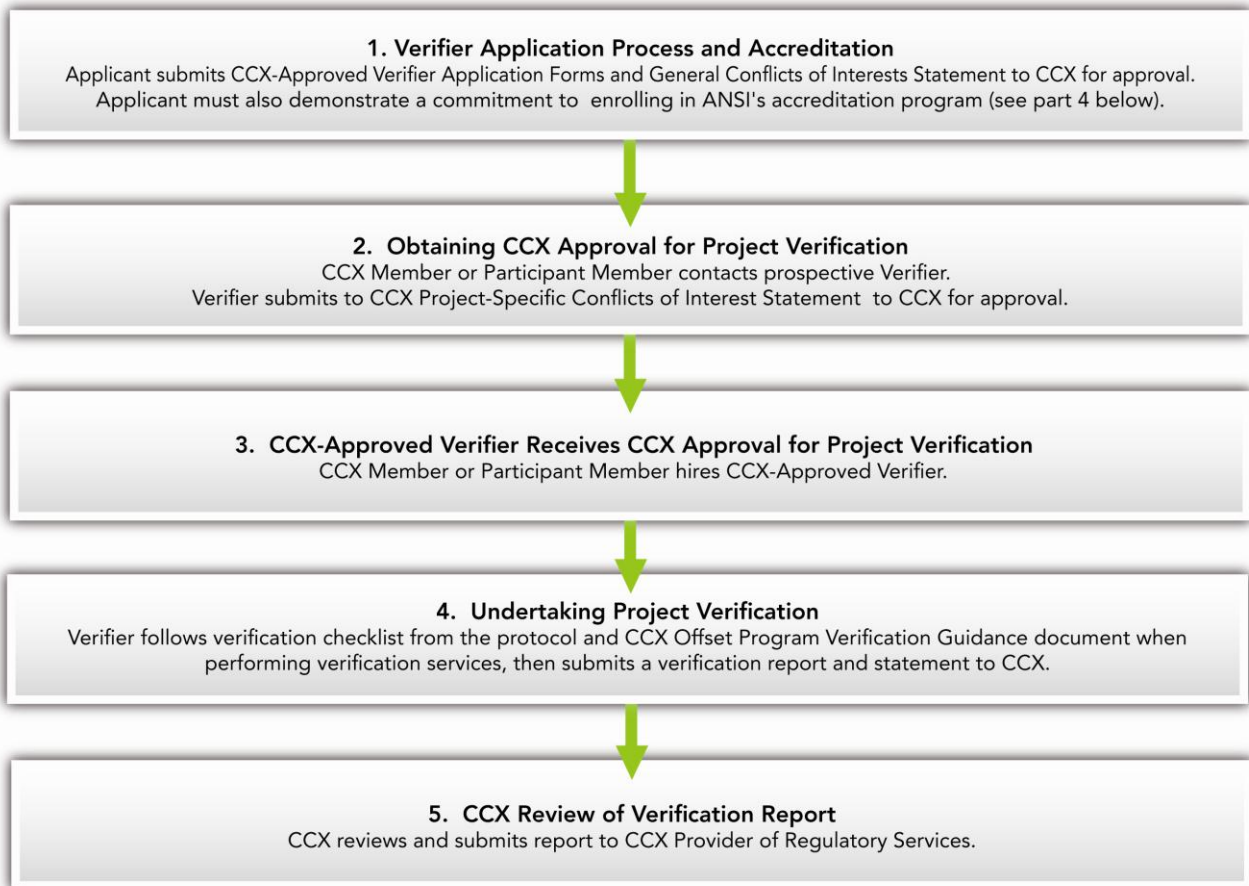 1. Verifier Application Process and Accreditation
Applicant submits CCX-Approved Verifier Application Forms and General Conflicts of Interests Statement to CCX for approval.
Applicant must also demonstrate a commitment to enrolling in ANSI's accreditation program (see part 4 below).
2. Obtaining CCX Approval for Project Verification
CCX Member or Participant Member contacts prospective Verifier.
Verifier submits to CCX Project-Specific Conflicts of Interest Statement to CCX for approval.
3. CCX-Approved Verifier Receives CCX Approval for Project Verification
CCX Member or Participant Member hires CCX-Approved Verifier.
4. Undertaking Project Verification
Verifier follows verification checklist from the protocol and CCX Offset Program Verification Guidance document when
performing verification services, then submits a verification report and statement to CCX.
5. CCX Review of Verification Report
CCX reviews and submits report to CCX Provider of Regulatory Services.